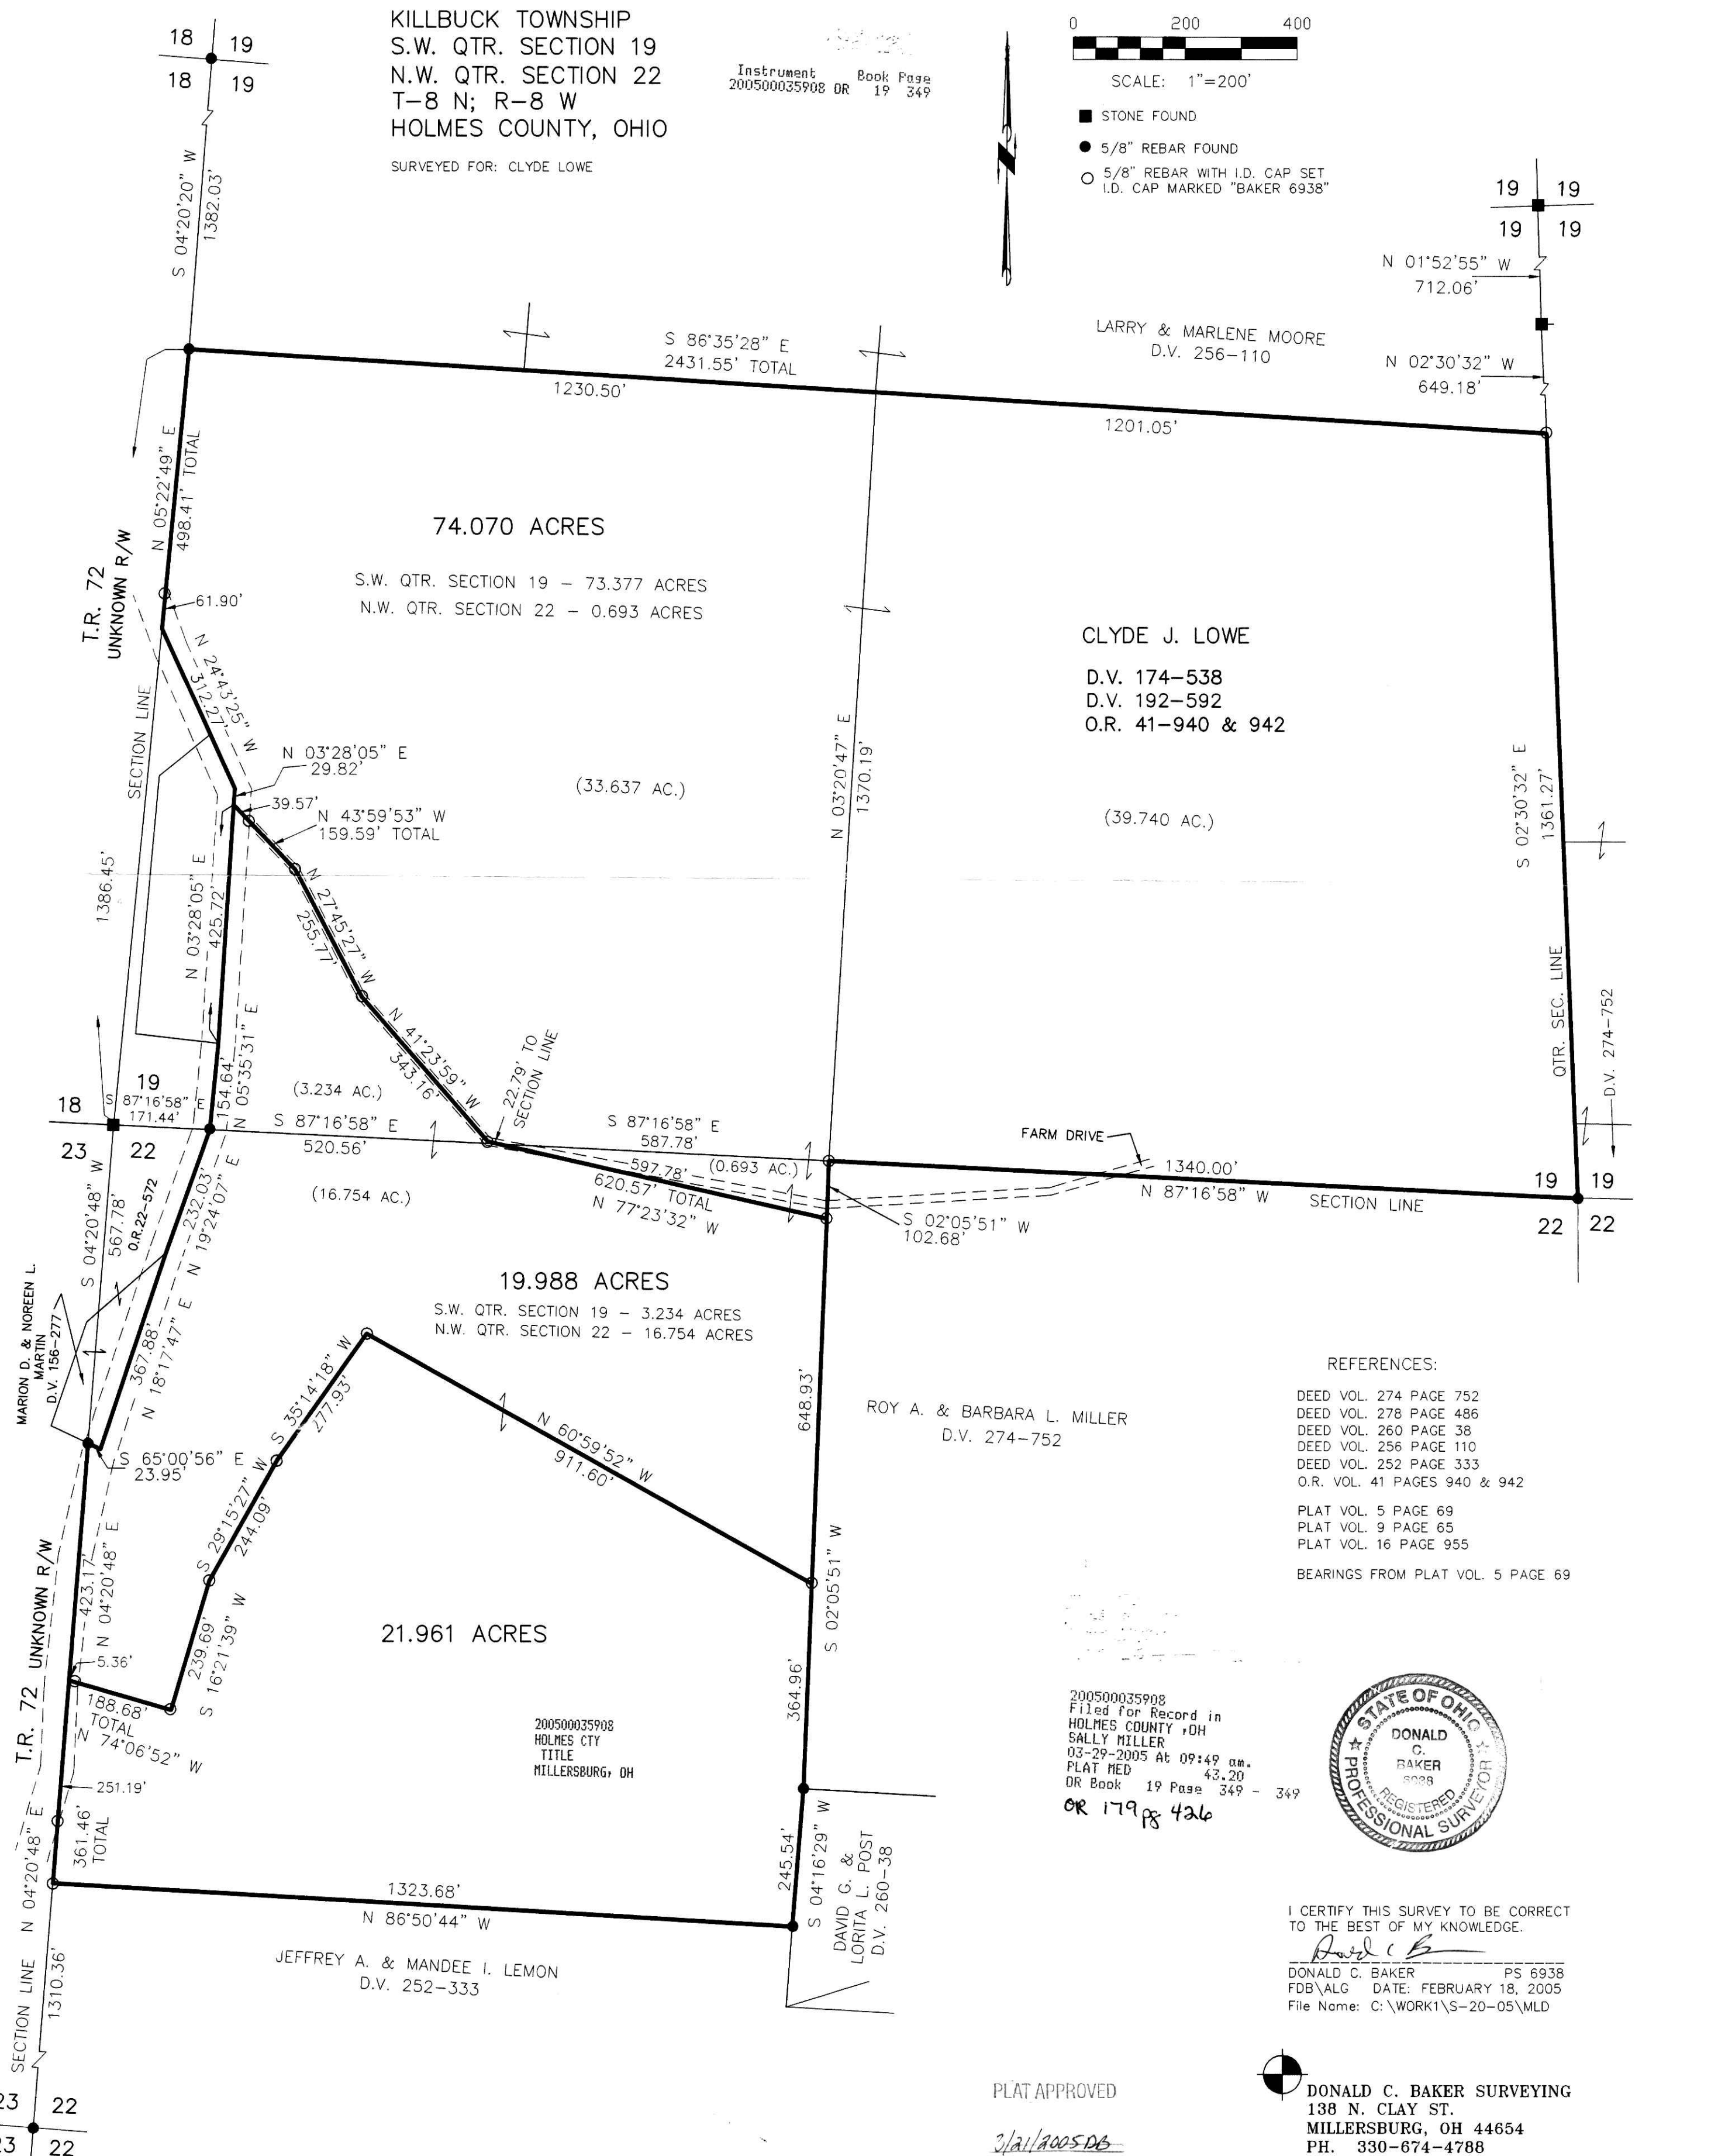 KILLBUCK TOWNSHIP
S.W. QTR. SECTION 19
N.W. QTR. SECTION 22
T-8 N; R-8 W
HOLMES COUNTY, OHIO
SURVEYED FOR: CLYDE LOWE
Instrument Book Page
200500035908 OR 19 349
0 200 400
SCALE: 1"=200'
STONE FOUND
5/8" REBAR FOUND
5/8" REBAR WITH I.D. CAP SET
I.D. CAP MARKED "BAKER 6938"
18 19
18 19
S 04°20'20" W
1382.03'
19 19
19 19
N 01°52'55" W
712.06'
N 02°30'32" W
649.18'
LARRY & MARLENE MOORE
D.V. 256-110
S 86°35'28" E
2431.55' TOTAL
1230.50'
1201.05'
N 05°22'49" E
498.41' TOTAL
T.R. 72
UNKNOWN R/W
61.90'
74.070 ACRES
S.W. QTR. SECTION 19 - 73.377 ACRES
N.W. QTR. SECTION 22 - 0.693 ACRES
CLYDE J. LOWE
D.V. 174-538
D.V. 192-592
O.R. 41-940 & 942
N 24°43'25" W
312.27'
SECTION LINE
N 03°28'05" E
29.82'
39.57'
N 43°59'53" W
159.59' TOTAL
(33.637 AC.)
N 03°20'47" E
1370.19'
(39.740 AC.)
S 02°30'32" E
1361.27'
1386.45'
N 03°28'05" E
425.72'
N 27°45'27" W
255.77'
N 41°23'59" W
343.16'
22.79' TO
SECTION LINE
QTR. SEC. LINE
D.V. 274-752
154.64'
N 05°35'31" E
(3.234 AC.)
18 19
23 22
S 87°16'58" E
171.44'
S 87°16'58" E
520.56'
S 87°16'58" E
587.78'
(0.693 AC.)
597.78'
620.57' TOTAL
N 77°23'32" W
FARM DRIVE
1340.00'
N 87°16'58" W
SECTION LINE
19 19
22 22
S 02°05'51" W
102.68'
(16.754 AC.)
S 04°20'48" W
567.78'
O.R.22-572
232.03'
N 19°24'07" E
MARION D. & NOREEN L.
MARTIN
D.V. 156-277
367.88'
N 18°17'47" E
19.988 ACRES
S.W. QTR. SECTION 19 - 3.234 ACRES
N.W. QTR. SECTION 22 - 16.754 ACRES
S 65°00'56" E
23.95'
S 35°14'18" W
277.93'
N 60°59'52" W
911.60'
648.93'
ROY A. & BARBARA L. MILLER
D.V. 274-752
S 29°15'27" W
244.09'
S 02°05'51" W
REFERENCES:
DEED VOL. 274 PAGE 752
DEED VOL. 278 PAGE 486
DEED VOL. 260 PAGE 38
DEED VOL. 256 PAGE 110
DEED VOL. 252 PAGE 333
O.R. VOL. 41 PAGES 940 & 942
PLAT VOL. 5 PAGE 69
PLAT VOL. 9 PAGE 65
PLAT VOL. 16 PAGE 955
BEARINGS FROM PLAT VOL. 5 PAGE 69
T.R. 72 UNKNOWN R/W
423.17'
N 04°20'48" E
5.36'
188.68'
TOTAL
N 74°06'52" W
239.69'
S 16°21'39" W
21.961 ACRES
364.96'
200500035908
HOLMES CTY
TITLE
MILLERSBURG, OH
200500035908
Filed for Record in
HOLMES COUNTY ,OH
SALLY MILLER
03-29-2005 At 09:49 am.
PLAT MED 43.20
OR Book 19 Page 349 - 349
OR 179 pg 426
STATE OF OHIO
DONALD
C.
BAKER
REGISTERED
PROFESSIONAL SURVEYOR
251.19'
361.46'
TOTAL
245.54'
S 04°16'29" W
DAVID G. &
LORITA L. POST
D.V. 260-38
1323.68'
N 86°50'44" W
JEFFREY A. & MANDEE I. LEMON
D.V. 252-333
SECTION LINE N 04°20'48" E
1310.36'
23 22
23 22
I CERTIFY THIS SURVEY TO BE CORRECT
TO THE BEST OF MY KNOWLEDGE.
DONALD C. BAKER PS 6938
FDB\ALG DATE: FEBRUARY 18, 2005
File Name: C:\WORK1\S-20-05\MLD
PLAT APPROVED
3/21/2005 DB
DONALD C. BAKER SURVEYING
138 N. CLAY ST.
MILLERSBURG, OH 44654
PH. 330-674-4788